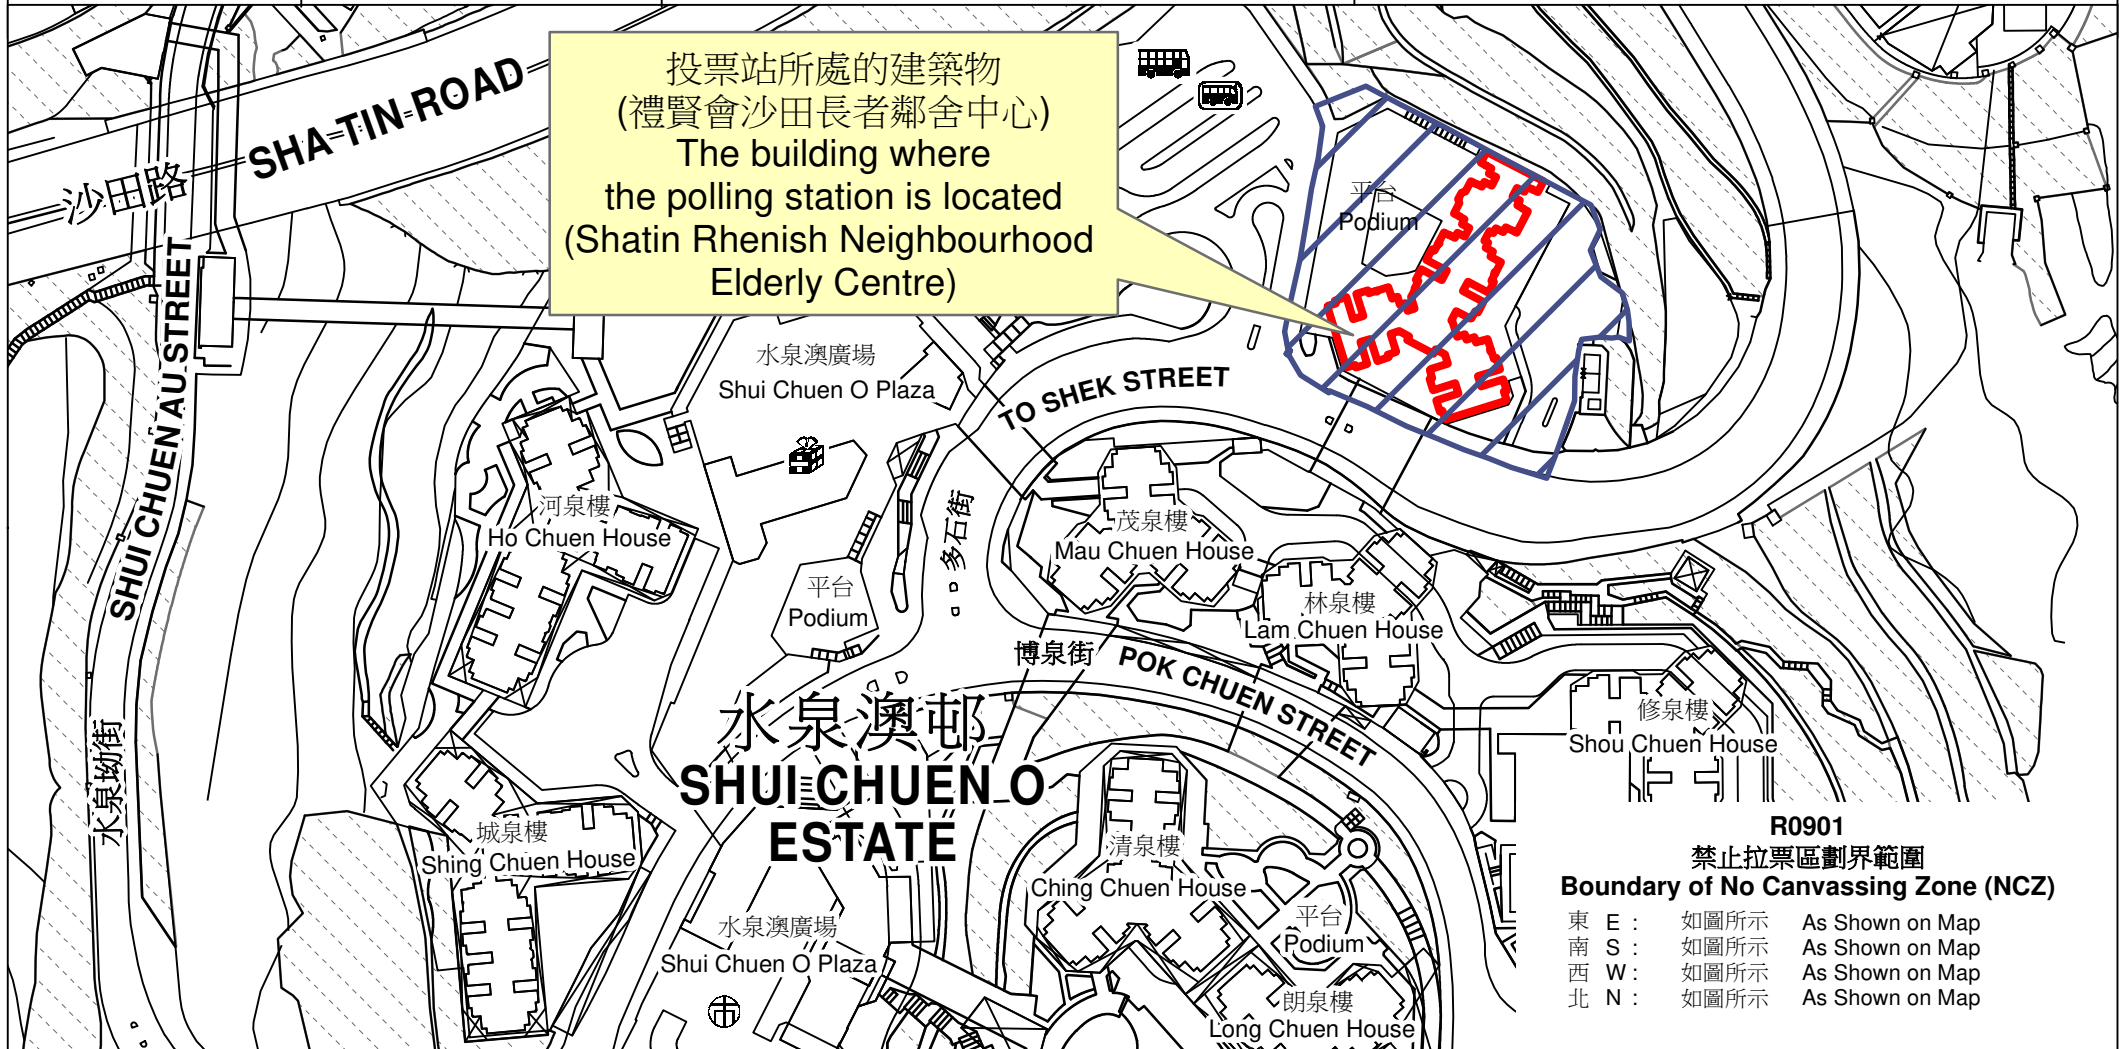 投票站所處的建築物
(禮賢會沙田長者鄰舍中心)
The building where
the polling station is located
(Shatin Rhenish Neighbourhood
Elderly Centre)
沙田路
SHA TIN ROAD
SHUI CHUEN AU STREET
水泉坳街
平台
Podium
水泉澳廣場
Shui Chuen O Plaza
TO SHEK STREET
多石街
河泉樓
Ho Chuen House
茂泉樓
Mau Chuen House
平台
Podium
林泉樓
Lam Chuen House
博泉街
POK CHUEN STREET
修泉樓
Shou Chuen House
水泉澳邨
SHUI CHUEN O
ESTATE
城泉樓
Shing Chuen House
清泉樓
Ching Chuen House
水泉澳廣場
Shui Chuen O Plaza
平台
Podium
朗泉樓
Long Chuen House
R0901
禁止拉票區劃界範圍
Boundary of No Canvassing Zone (NCZ)
東 E : 如圖所示 As Shown on Map
南 S : 如圖所示 As Shown on Map
西 W : 如圖所示 As Shown on Map
北 N : 如圖所示 As Shown on Map